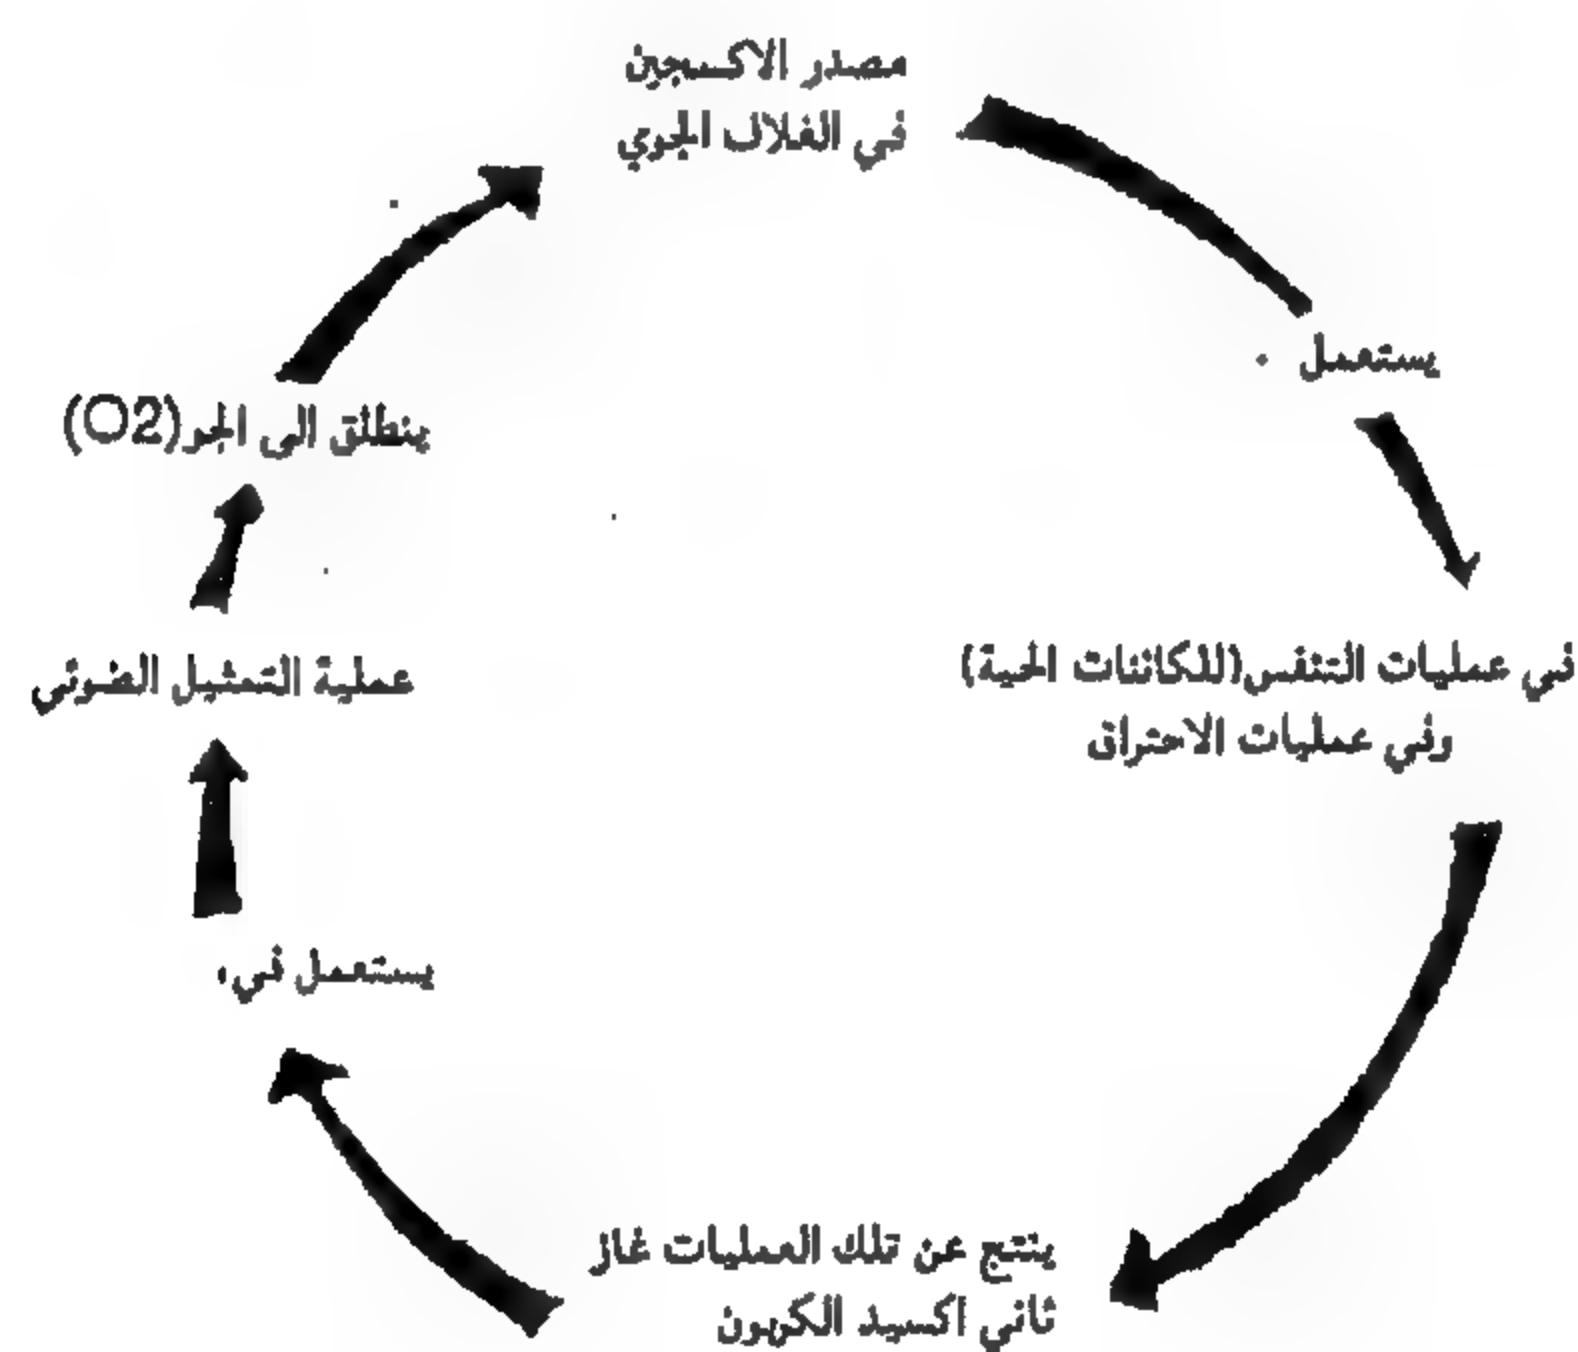 مصدر الاكسجين
في الغلاف الجوي
يستعمل
في عمليات التنفس (للكائنات الحية)
وفي عمليات الاحتراق
ينتج عن تلك العمليات غاز
ثاني اكسيد الكربون
يستعمل في
عملية التمثيل الضوئي
ينطلق الى الجو (O2)